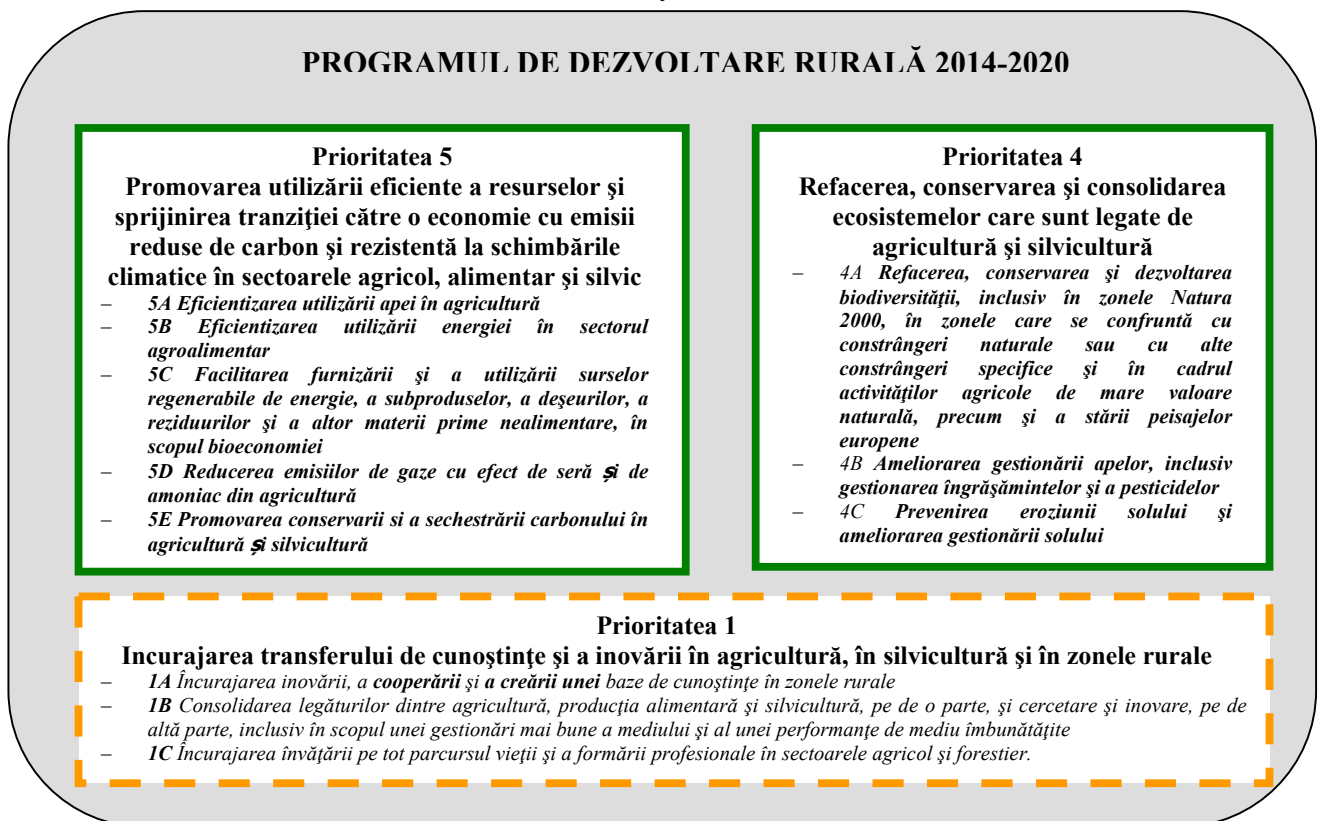 PROGRAMUL DE DEZVOLTARE RURALĂ 2014-2020
Prioritatea 5
Promovarea utilizării eficiente a resurselor şi
sprijinirea tranziţiei către o economie cu emisii
reduse de carbon şi rezistentă la schimbările
climatice în sectoarele agricol, alimentar şi silvic
– 5A Eficientizarea utilizării apei în agricultură
– 5B Eficientizarea utilizării energiei în sectorul
agroalimentar
– 5C Facilitarea furnizării şi a utilizării surselor
regenerabile de energie, a subproduselor, a deşeurilor, a
reziduurilor şi a altor materii prime nealimentare, în
scopul bioeconomiei
– 5D Reducerea emisiilor de gaze cu efect de seră și de
amoniac din agricultură
– 5E Promovarea conservarii si a sechestrării carbonului în
agricultură și silvicultură
Prioritatea 4
Refacerea, conservarea şi consolidarea
ecosistemelor care sunt legate de
agricultură şi silvicultură
– 4A Refacerea, conservarea şi dezvoltarea
biodiversităţii, inclusiv în zonele Natura
2000, în zonele care se confruntă cu
constrângeri naturale sau cu alte
constrângeri specifice şi în cadrul
activităţilor agricole de mare valoare
naturală, precum şi a stării peisajelor
europene
– 4B Ameliorarea gestionării apelor, inclusiv
gestionarea îngrăşămintelor şi a pesticidelor
– 4C Prevenirea eroziunii solului şi
ameliorarea gestionării solului
Prioritatea 1
Incurajarea transferului de cunoştinţe şi a inovării în agricultură, în silvicultură şi în zonele rurale
– 1A Încurajarea inovării, a cooperării şi a creării unei baze de cunoştinţe în zonele rurale
– 1B Consolidarea legăturilor dintre agricultură, producţia alimentară şi silvicultură, pe de o parte, şi cercetare şi inovare, pe de
altă parte, inclusiv în scopul unei gestionări mai bune a mediului şi al unei performanţe de mediu îmbunătăţite
– 1C Încurajarea învăţării pe tot parcursul vieţii şi a formării profesionale în sectoarele agricol şi forestier.